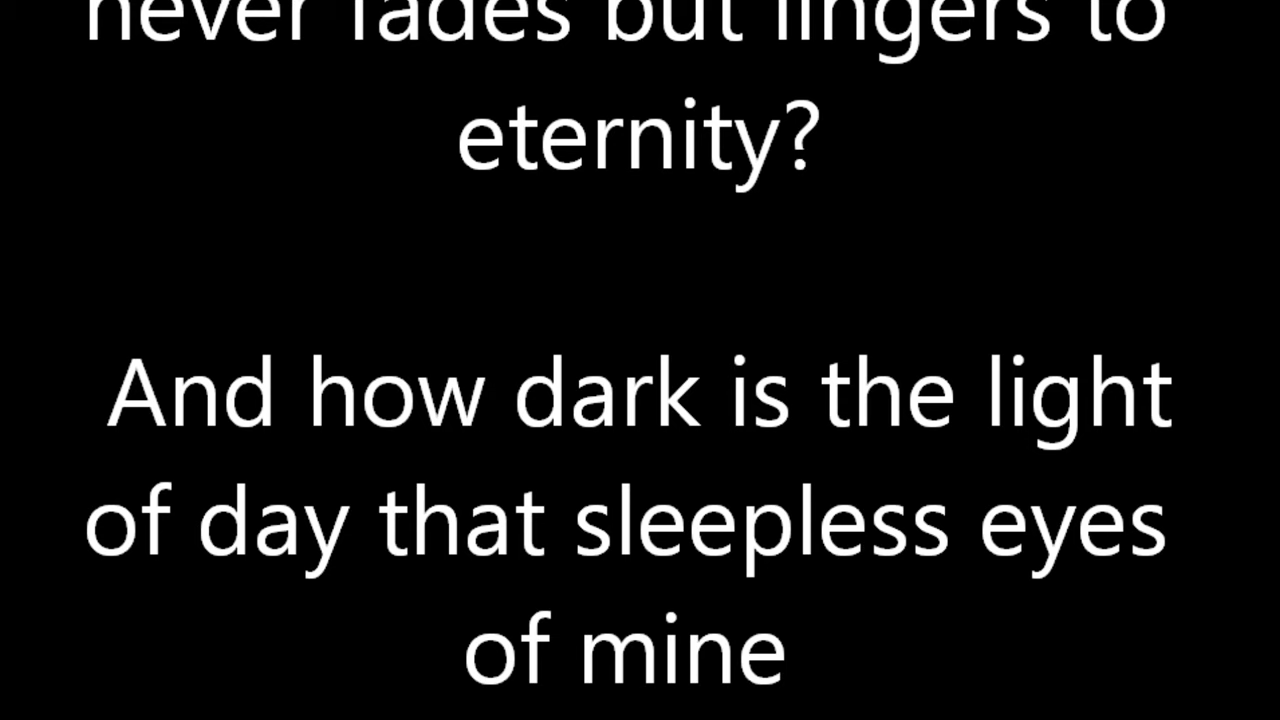 never fades but lingers to
eternity?
And how dark is the light
of day that sleepless eyes
of mine